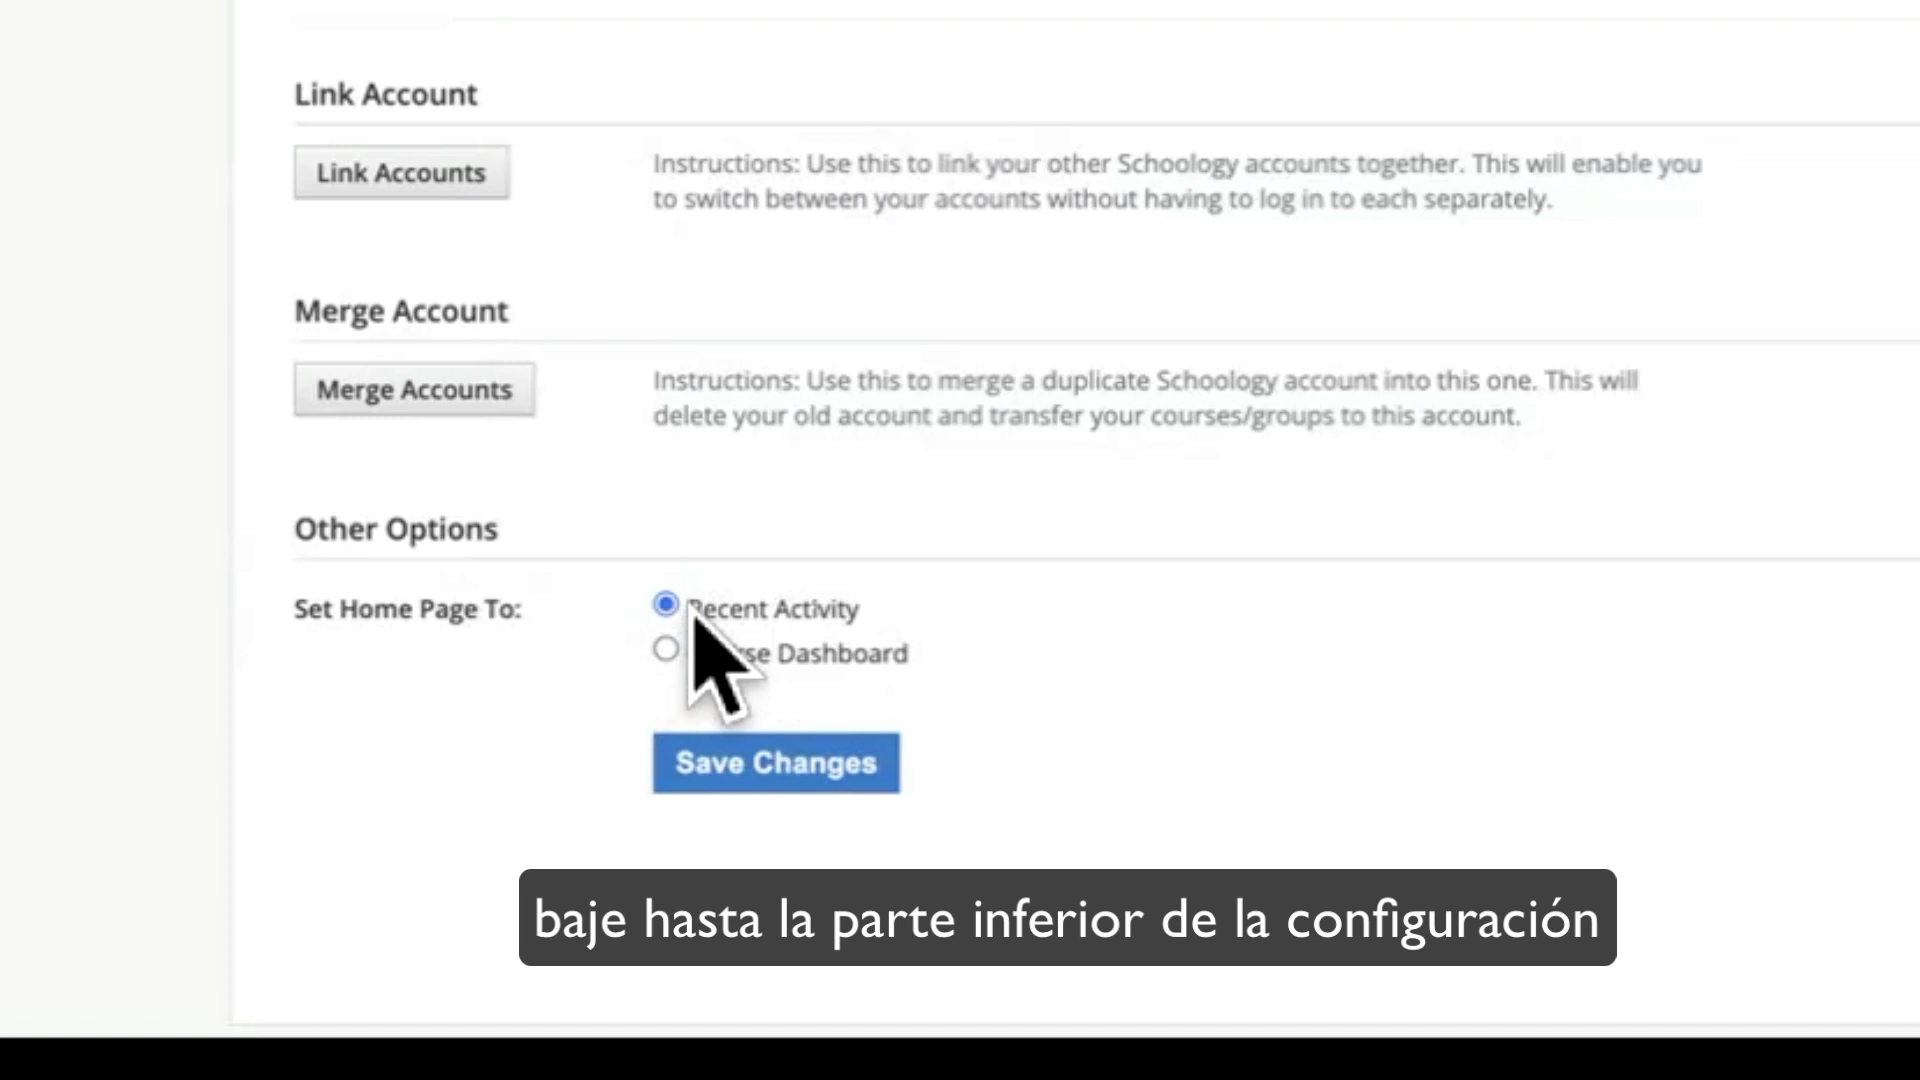 Link Account
Link Accounts
Instructions: Use this to link your other Schoology accounts together. This will enable you
to switch between your accounts without having to log in to each separately.
Merge Account
Merge Accounts
Instructions: Use this to merge a duplicate Schoology account into this one. This will
delete your old account and transfer your courses/groups to this account.
Other Options
Set Home Page To:
Recent Activity
Dashboard
Save Changes
baje hasta la parte inferior de la configuración